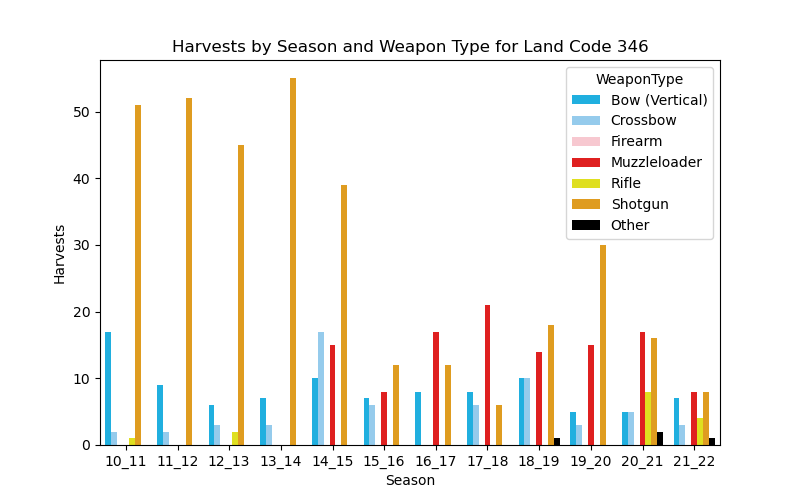 Harvests by Season and Weapon Type for Land Code 346
WeaponType
Bow (Vertical)
Crossbow
Firearm
Muzzleloader
Rifle
Shotgun
Other
Harvests
50
40
30
20
10
0
10_11 11_12 12_13 13_14 14_15 15_16 16_17 17_18 18_19 19_20 20_21 21_22
Season